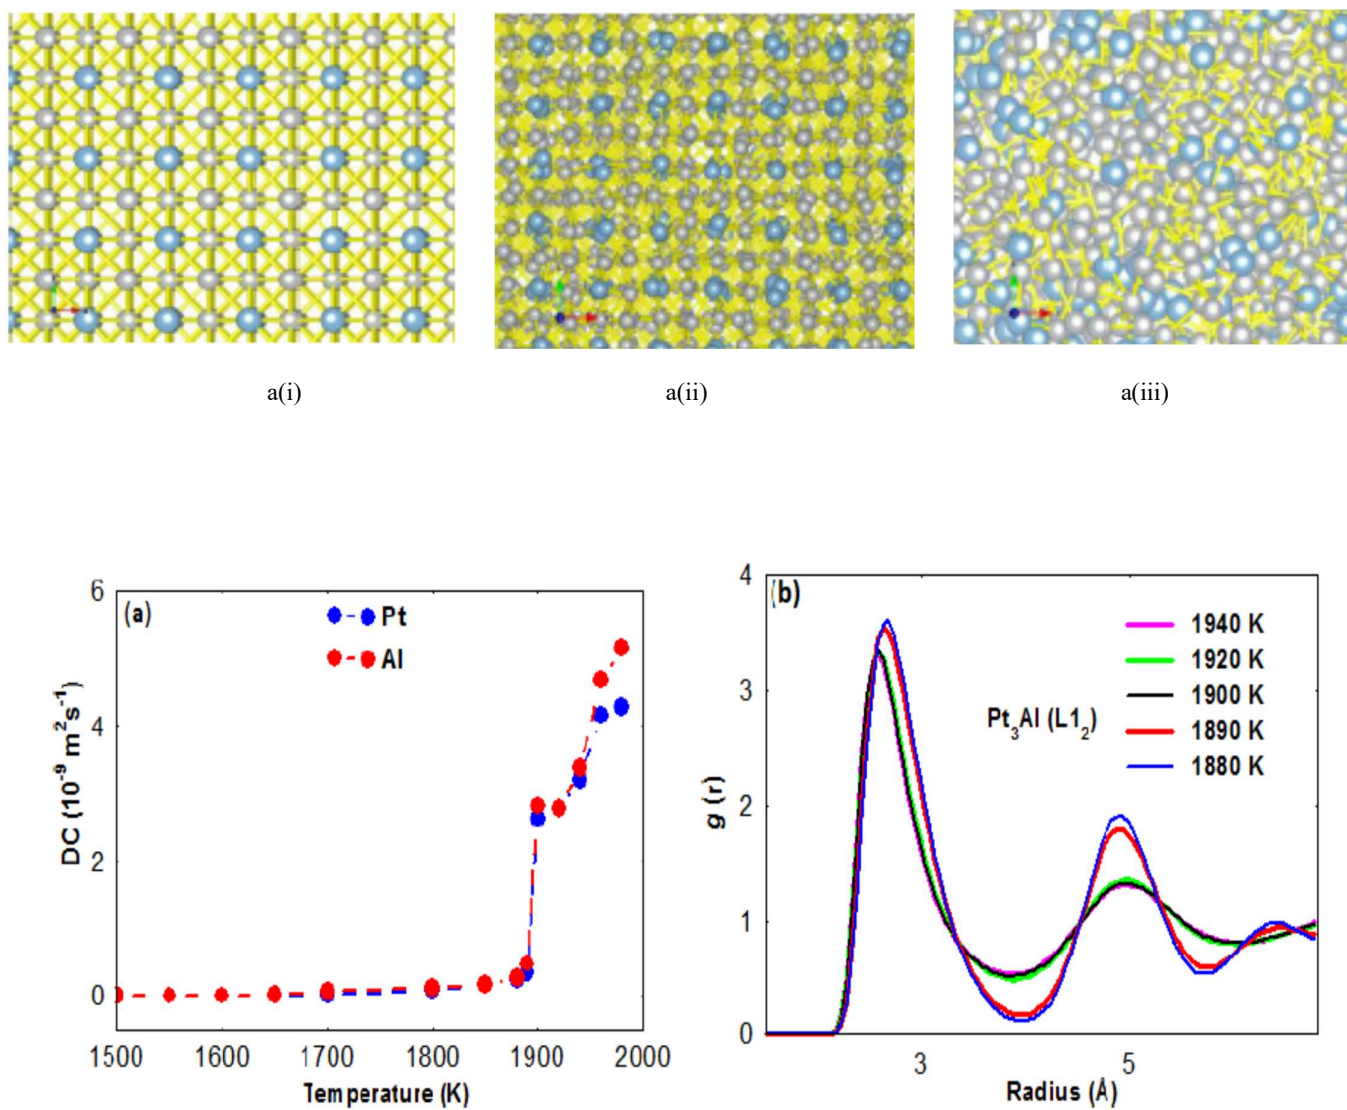 a(i)
a(ii)
a(iii)
(a)
Pt
Al
DC (10⁻⁹ m²s⁻¹)
6
4
2
0
1500 1600 1700 1800 1900 2000
Temperature (K)
(b)
1940 K
1920 K
1900 K
1890 K
1880 K
Pt₃Al (L1₂)
g (r)
4
3
2
1
0
3 5
Radius (Å)